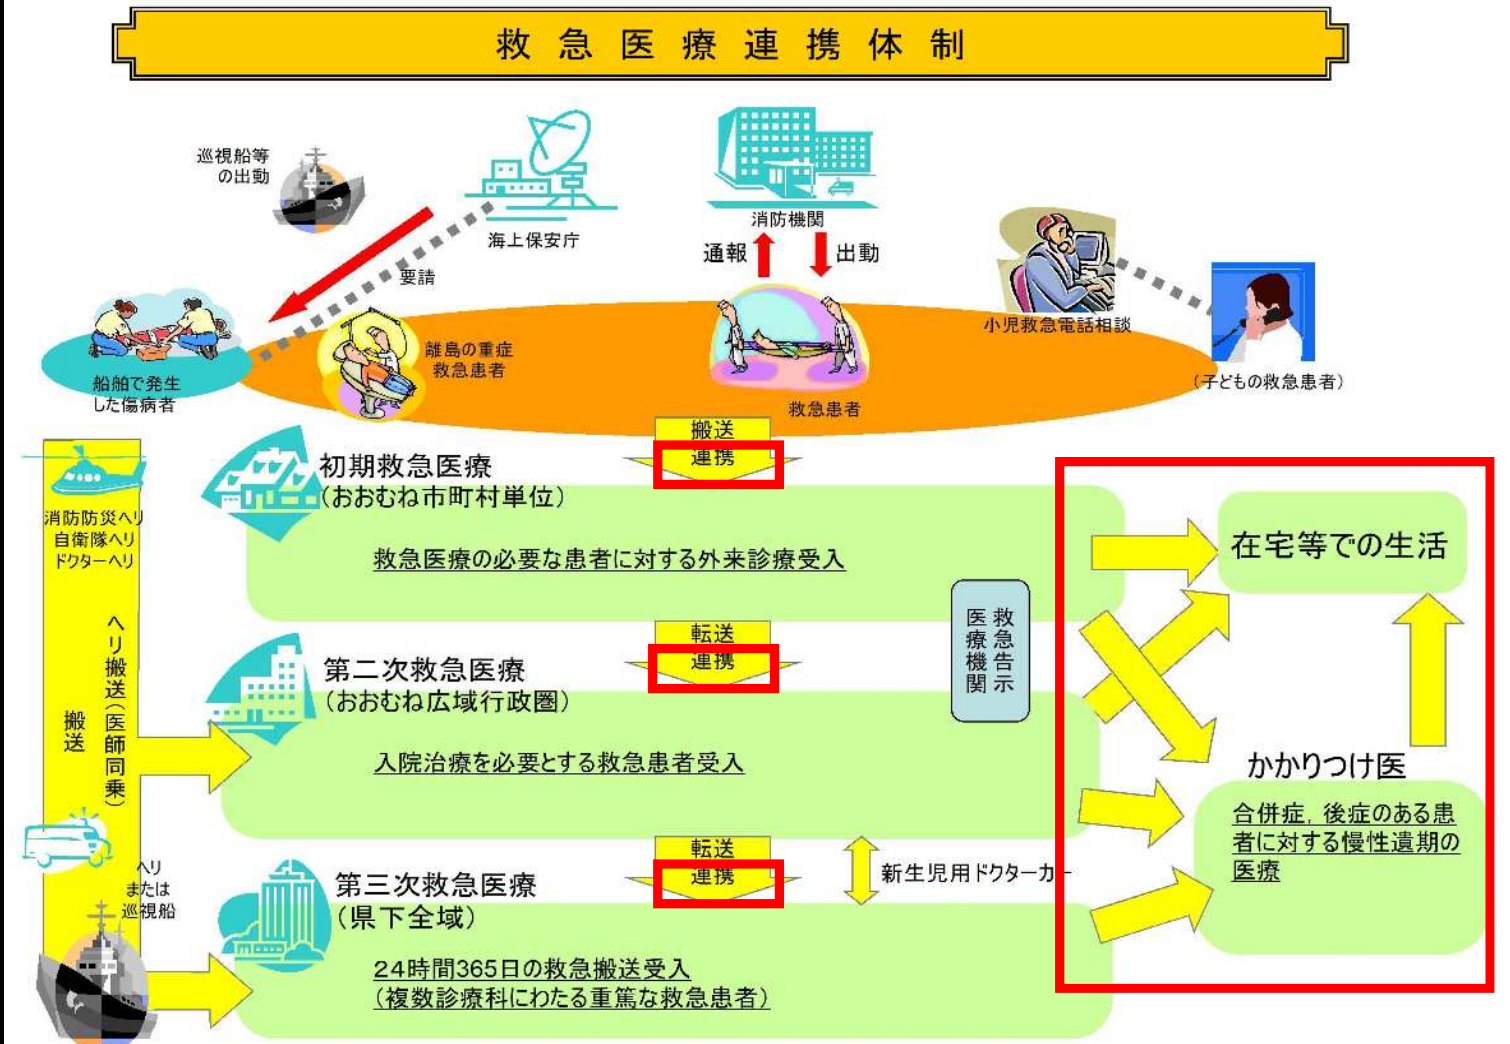 救急医療連携体制
巡視船等
の出動
海上保安庁
消防機関
通報
出動
要請
小児救急電話相談
(子どもの救急患者)
離島の重症
救急患者
救急患者
船舶で発生
した傷病者
搬送
連携
初期救急医療
(おおむね市町村単位)
救急医療の必要な患者に対する外来診療受入
消防防災ヘリ
自衛隊ヘリ
ドクターヘリ
ヘリ搬送(医師同乗)
搬送
転送
連携
救急告示
医療機関
第二次救急医療
(おおむね広域行政圏)
入院治療を必要とする救急患者受入
転送
連携
新生児用ドクターカー
ヘリ
または
巡視船
第三次救急医療
(県下全域)
24時間365日の救急搬送受入
(複数診療科にわたる重篤な救急患者)
在宅等での生活
かかりつけ医
合併症,後症のある患
者に対する慢性遺期の
医療